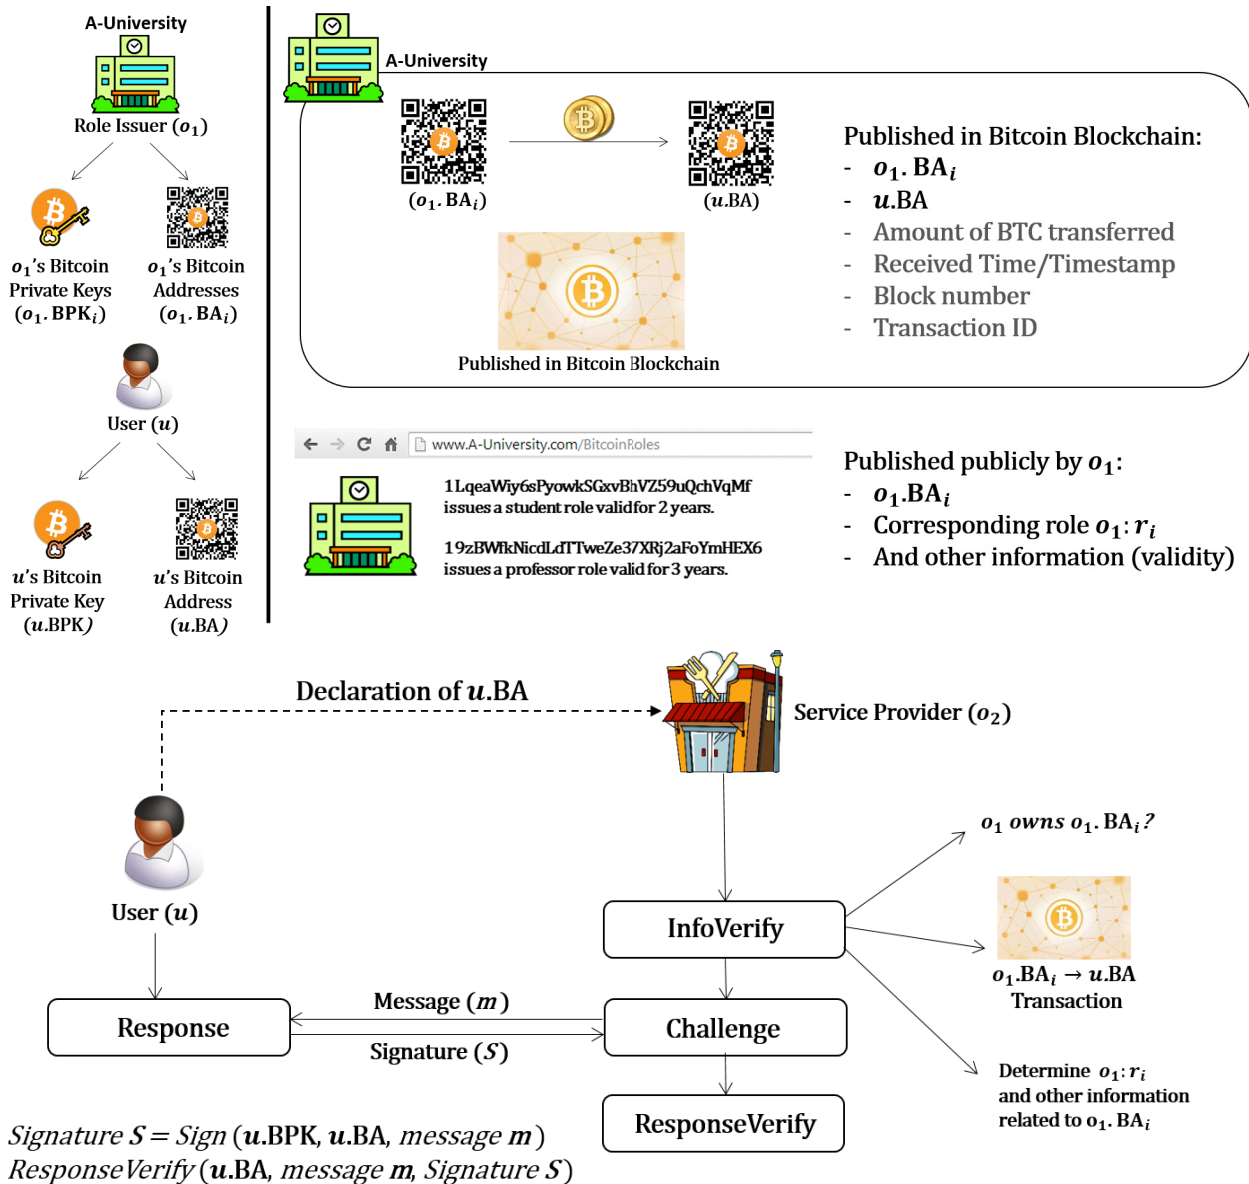 A-University
Role Issuer (o₁)
o₁'s Bitcoin
Private Keys
(o₁. BPKᵢ)
o₁'s Bitcoin
Addresses
(o₁. BAᵢ)
User (u)
u's Bitcoin
Private Key
(u.BPK)
u's Bitcoin
Address
(u.BA)
A-University
(o₁. BAᵢ)
(u.BA)
Published in Bitcoin Blockchain
Published in Bitcoin Blockchain:
- o₁. BAᵢ
- u.BA
- Amount of BTC transferred
- Received Time/Timestamp
- Block number
- Transaction ID
www.A-University.com/BitcoinRoles
1LqeaWiy6sPyowkSGxvBhVZ59uQchVqMf
issues a student role valid for 2 years.
19zBWfkNicdLdTTweZe37XRj2aFoYmHEX6
issues a professor role valid for 3 years.
Published publicly by o₁:
- o₁.BAᵢ
- Corresponding role o₁: rᵢ
- And other information (validity)
Declaration of u.BA
Service Provider (o₂)
User (u)
InfoVerify
o₁ owns o₁. BAᵢ?
o₁.BAᵢ → u.BA
Transaction
Determine o₁: rᵢ
and other information
related to o₁. BAᵢ
Response
Message (m)
Signature (S)
Challenge
ResponseVerify
Signature S = Sign (u.BPK, u.BA, message m)
ResponseVerify (u.BA, message m, Signature S)